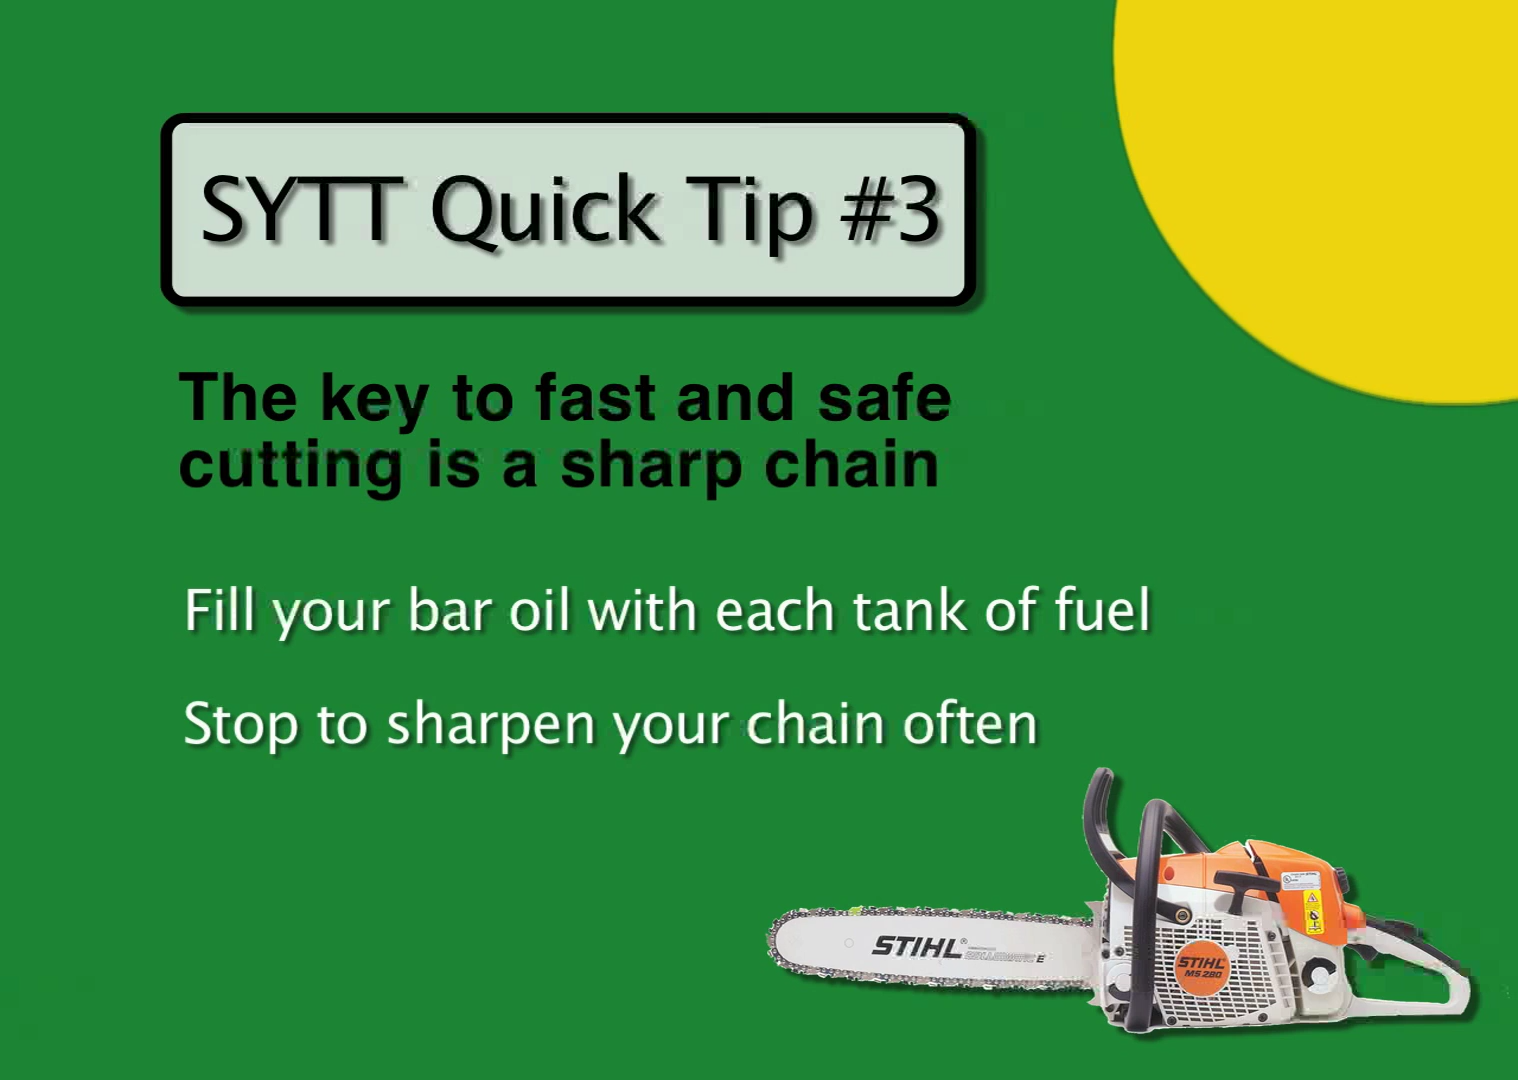 SYTT Quick Tip #3
The key to fast and safe
cutting is a sharp chain
Fill your bar oil with each tank of fuel
Stop to sharpen your chain often
STIHL®
E
STIHL
MS 280